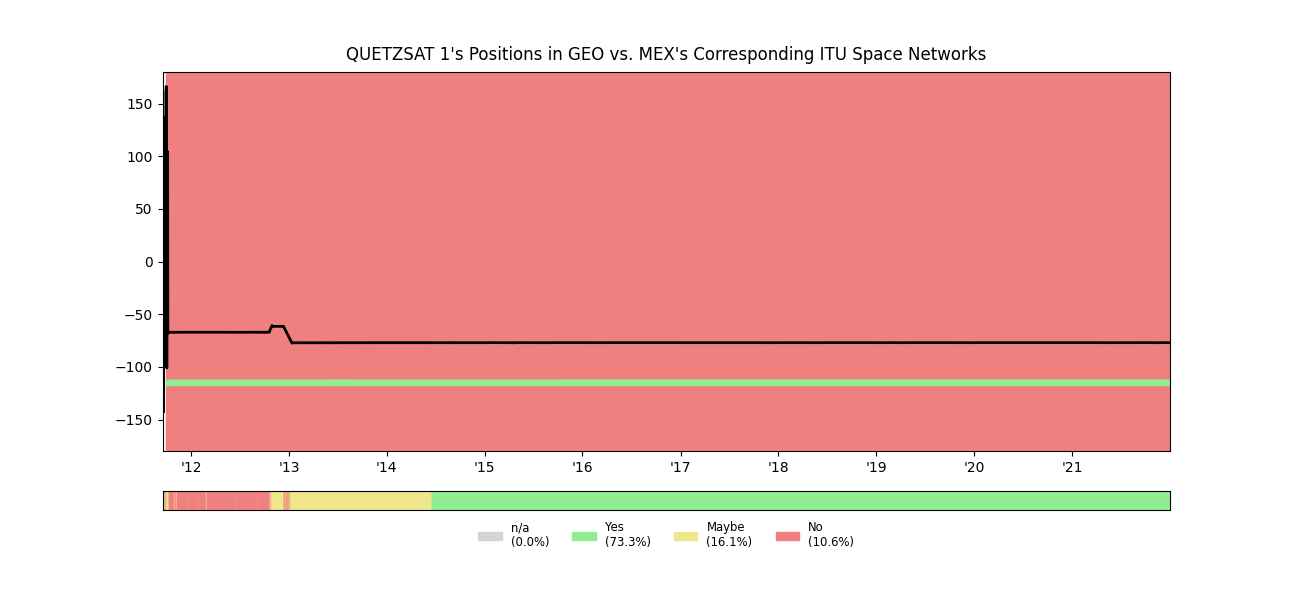 QUETZSAT 1's Positions in GEO vs. MEX's Corresponding ITU Space Networks
150
100
50
0
−50
−100
−150
'12 '13 '14 '15 '16 '17 '18 '19 '20 '21
n/a Yes Maybe No
(0.0%) (73.3%) (16.1%) (10.6%)